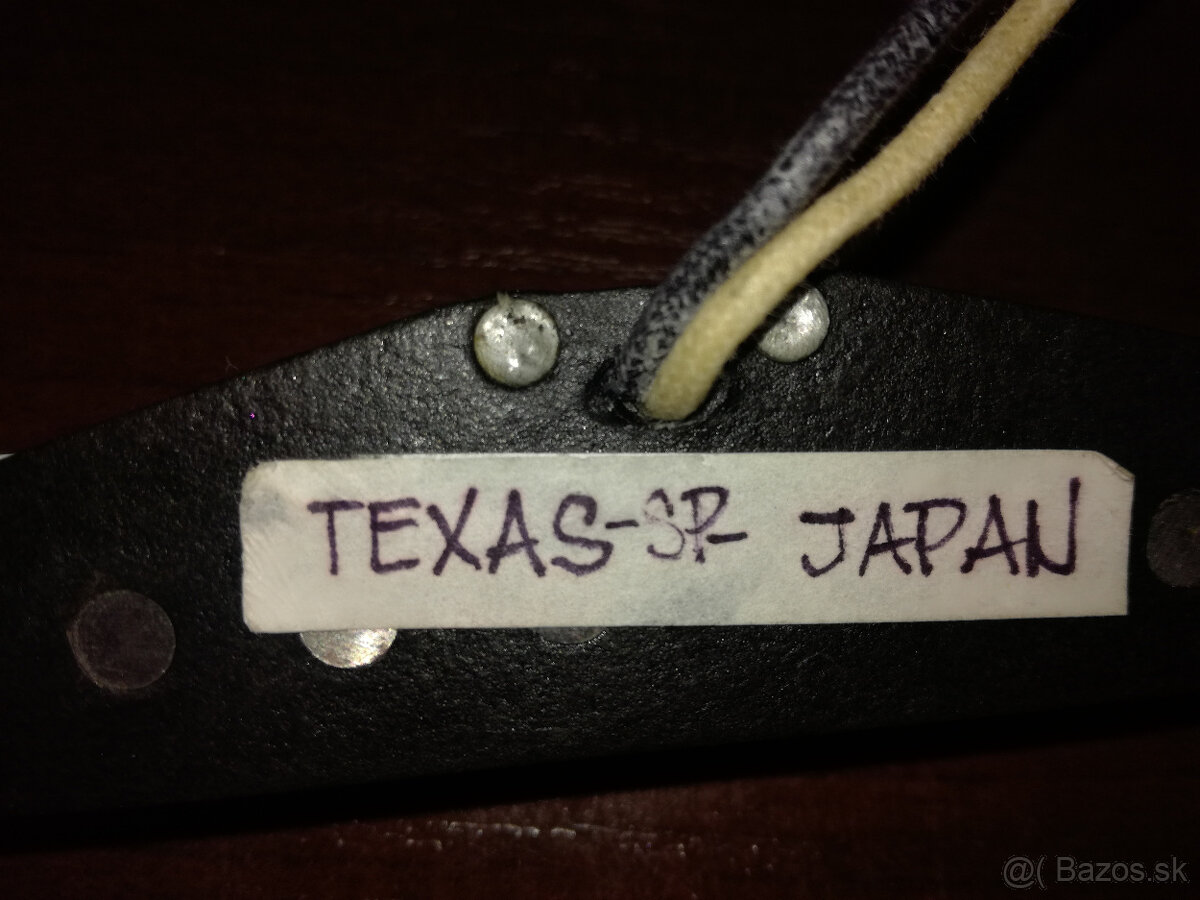 TEXAS-SP- JAPAN
@( Bazos.sk